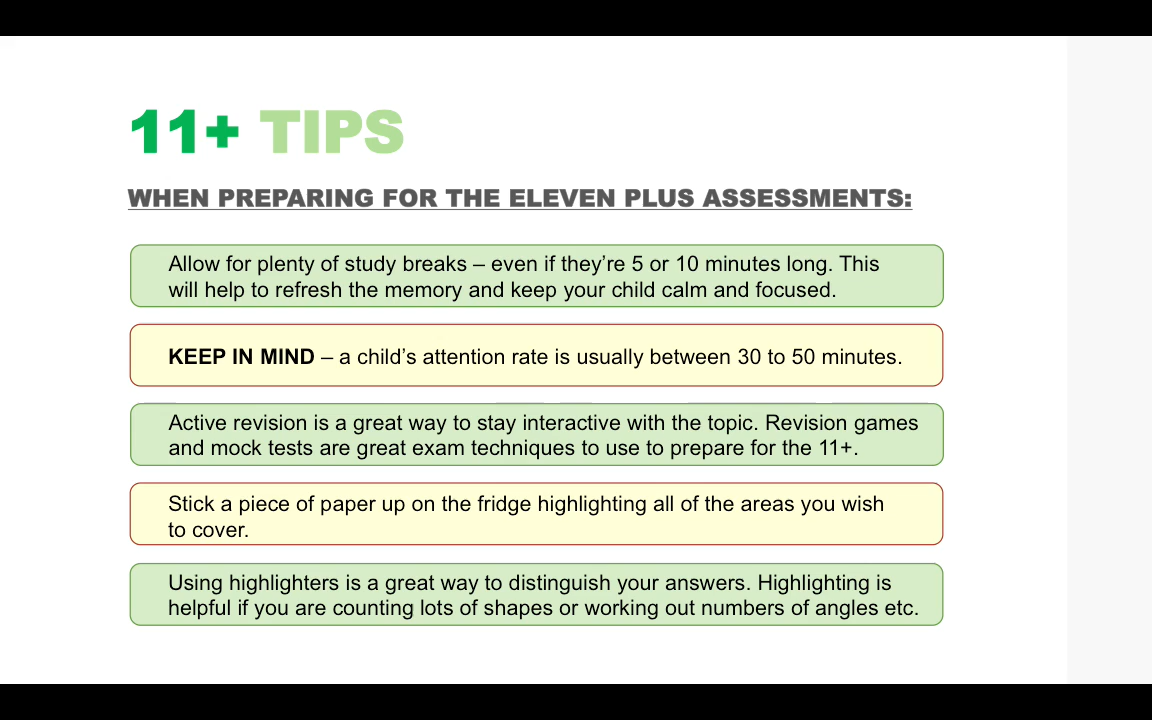 11+ TIPS
WHEN PREPARING FOR THE ELEVEN PLUS ASSESSMENTS:
Allow for plenty of study breaks – even if they’re 5 or 10 minutes long. This
will help to refresh the memory and keep your child calm and focused.
KEEP IN MIND – a child’s attention rate is usually between 30 to 50 minutes.
Active revision is a great way to stay interactive with the topic. Revision games
and mock tests are great exam techniques to use to prepare for the 11+.
Stick a piece of paper up on the fridge highlighting all of the areas you wish
to cover.
Using highlighters is a great way to distinguish your answers. Highlighting is
helpful if you are counting lots of shapes or working out numbers of angles etc.